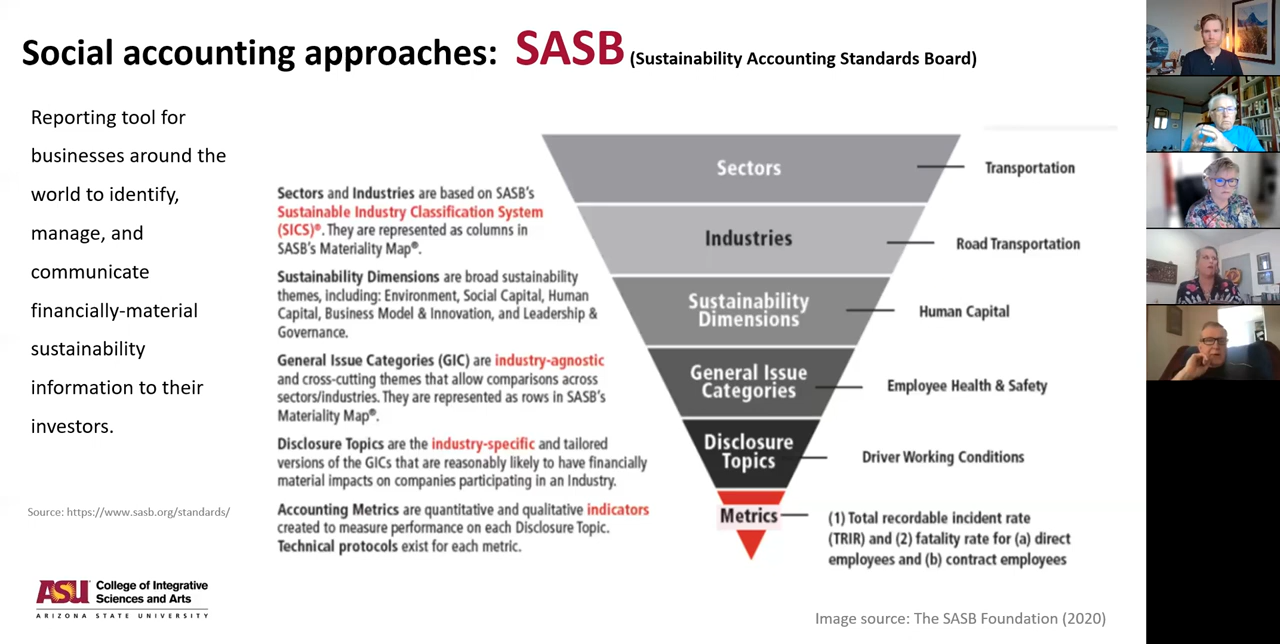 Social accounting approaches: SASB (Sustainability Accounting Standards Board)
Reporting tool for
businesses around the
world to identify,
manage, and
communicate
financially-material
sustainability
information to their
investors.
Source: https://www.sasb.org/standards/
Sectors and Industries are based on SASB's
Sustainable Industry Classification System
(SICS)®. They are represented as columns in
SASB's Materiality Map®.
Sustainability Dimensions are broad sustainability
themes, including: Environment, Social Capital, Human
Capital, Business Model & Innovation, and Leadership &
Governance.
General Issue Categories (GIC) are industry-agnostic
and cross-cutting themes that allow comparisons across
sectors/industries. They are represented as rows in SASB's
Materiality Map®.
Disclosure Topics are the industry-specific and tailored
versions of the GICs that are reasonably likely to have financially
material impacts on companies participating in an Industry.
Accounting Metrics are quantitative and qualitative indicators
created to measure performance on each Disclosure Topic.
Technical protocols exist for each metric.
Sectors
Transportation
Industries
Road Transportation
Sustainability
Dimensions
Human Capital
General Issue
Categories
Employee Health & Safety
Disclosure
Topics
Driver Working Conditions
Metrics
(1) Total recordable incident rate
(TRIR) and (2) fatality rate for (a) direct
employees and (b) contract employees
ASU College of Integrative
Sciences and Arts
ARIZONA STATE UNIVERSITY
Image source: The SASB Foundation (2020)